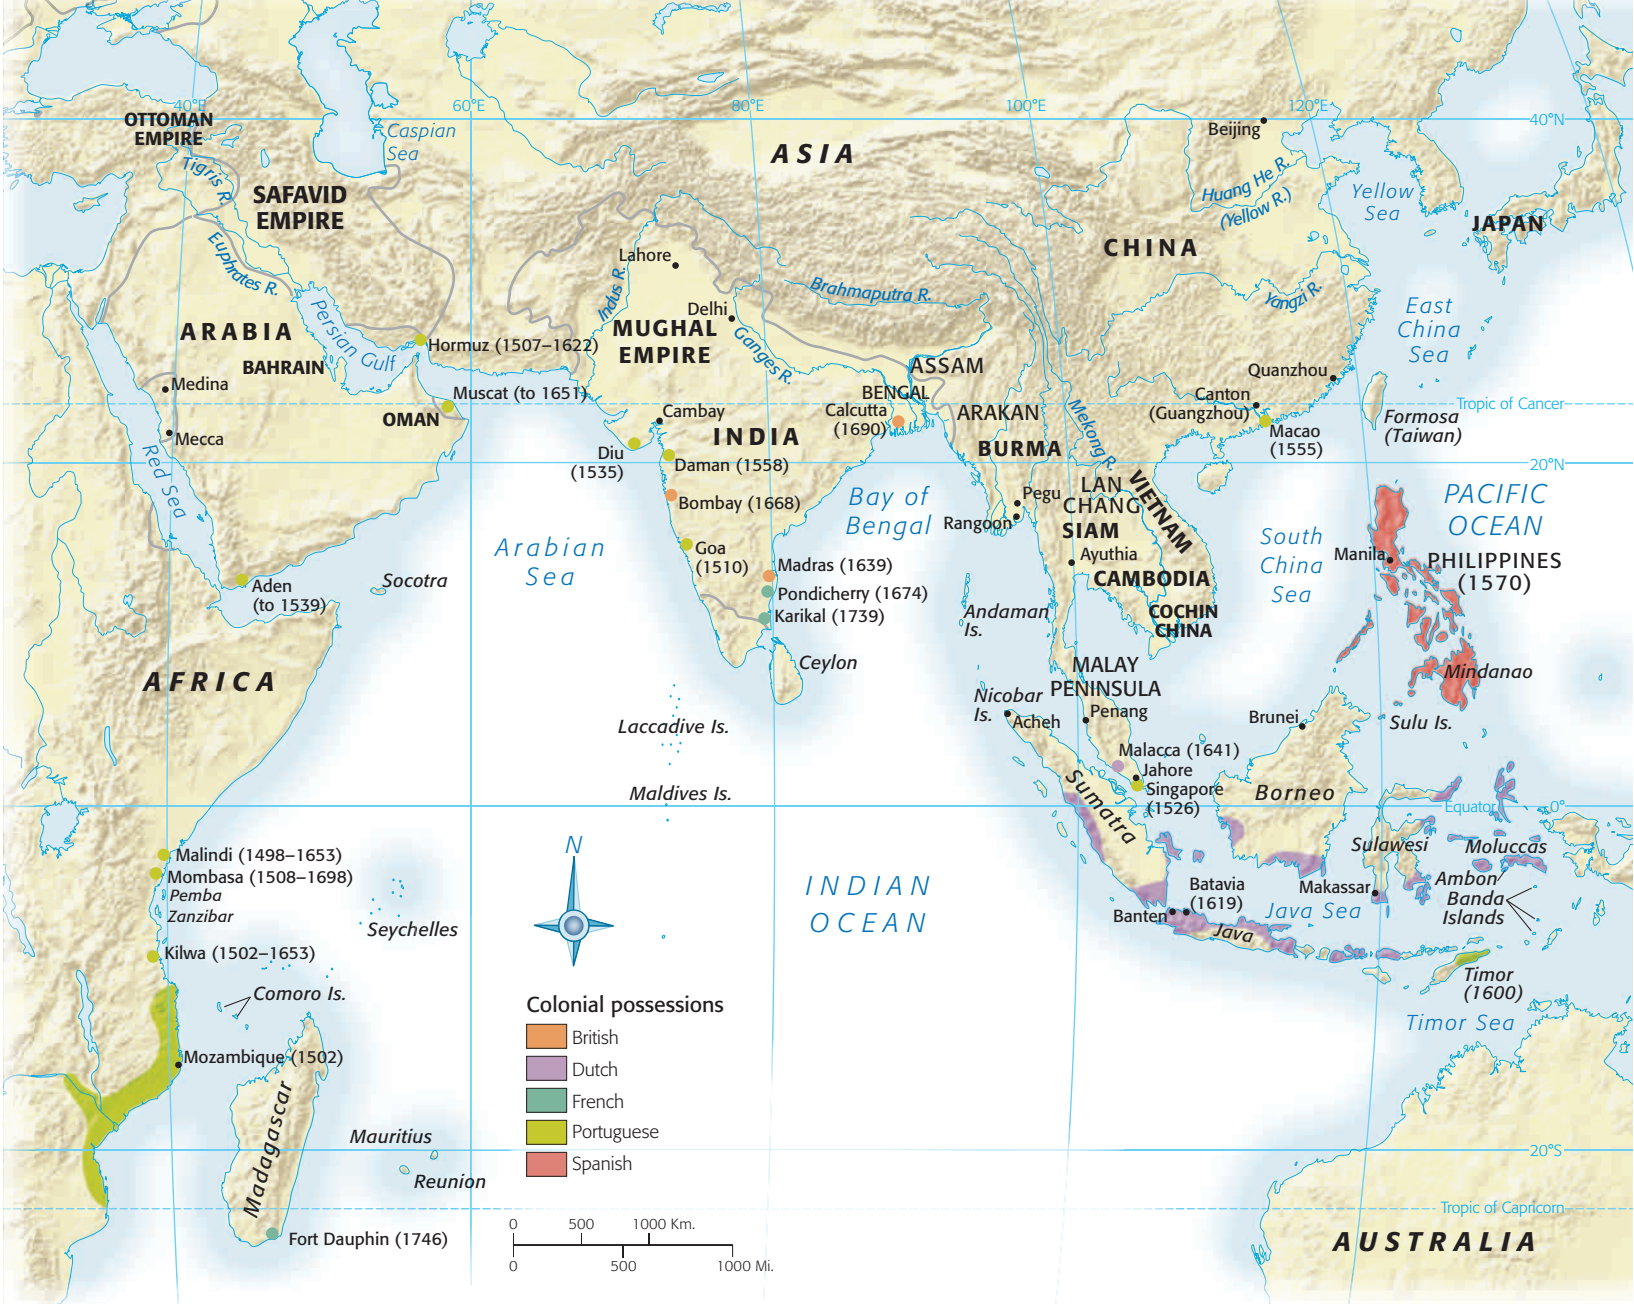 40°E
60°E
80°E
100°E
120°E
40°N
OTTOMAN
EMPIRE
Caspian
Sea
ASIA
Beijing
Tigris R.
SAFAVID
EMPIRE
Huang He R.
(Yellow R.)
Yellow
Sea
JAPAN
CHINA
Lahore
Euphrates R.
Indus R.
Brahmaputra R.
Yangzi R.
Delhi
Persian Gulf
ARABIA
MUGHAL
EMPIRE
Ganges R.
East
China
Sea
Hormuz (1507–1622)
BAHRAIN
ASSAM
Quanzhou
Medina
Muscat (to 1651)
BENGAL
Canton
(Guangzhou)
Tropic of Cancer
OMAN
Cambay
Calcutta
(1690)
ARAKAN
Mekong R.
Formosa
(Taiwan)
Mecca
INDIA
BURMA
Macao
(1555)
Red Sea
Diu
(1535)
Daman (1558)
20°N
Bombay (1668)
Bay of
Bengal
Pegu
LAN
CHANG
VIETNAM
PACIFIC
OCEAN
Rangoon
SIAM
Arabian
Sea
Goa
(1510)
South
China
Sea
Manila
PHILIPPINES
(1570)
Ayuthia
Madras (1639)
CAMBODIA
Aden
(to 1539)
Socotra
Pondicherry (1674)
Karikal (1739)
Andaman
Is.
COCHIN
CHINA
Ceylon
MALAY
PENINSULA
Mindanao
AFRICA
Nicobar
Is.
Acheh
Penang
Brunei
Sulu Is.
Laccadive Is.
Malacca (1641)
Jahore
Singapore
(1526)
Maldives Is.
Sumatra
Borneo
Equator
0°
N
Malindi (1498–1653)
Mombasa (1508–1698)
Pemba
Zanzibar
Sulawesi
Moluccas
INDIAN
OCEAN
Batavia
(1619)
Makassar
Ambon
Banda
Islands
Seychelles
Banten
Java Sea
Java
Kilwa (1502–1653)
Comoro Is.
Timor
(1600)
Timor Sea
Colonial possessions
British
Dutch
French
Portuguese
Spanish
Mozambique (1502)
Madagascar
Mauritius
Reunion
20°S
Tropic of Capricorn
Fort Dauphin (1746)
0 500 1000 Km.
0 500 1000 Mi.
AUSTRALIA